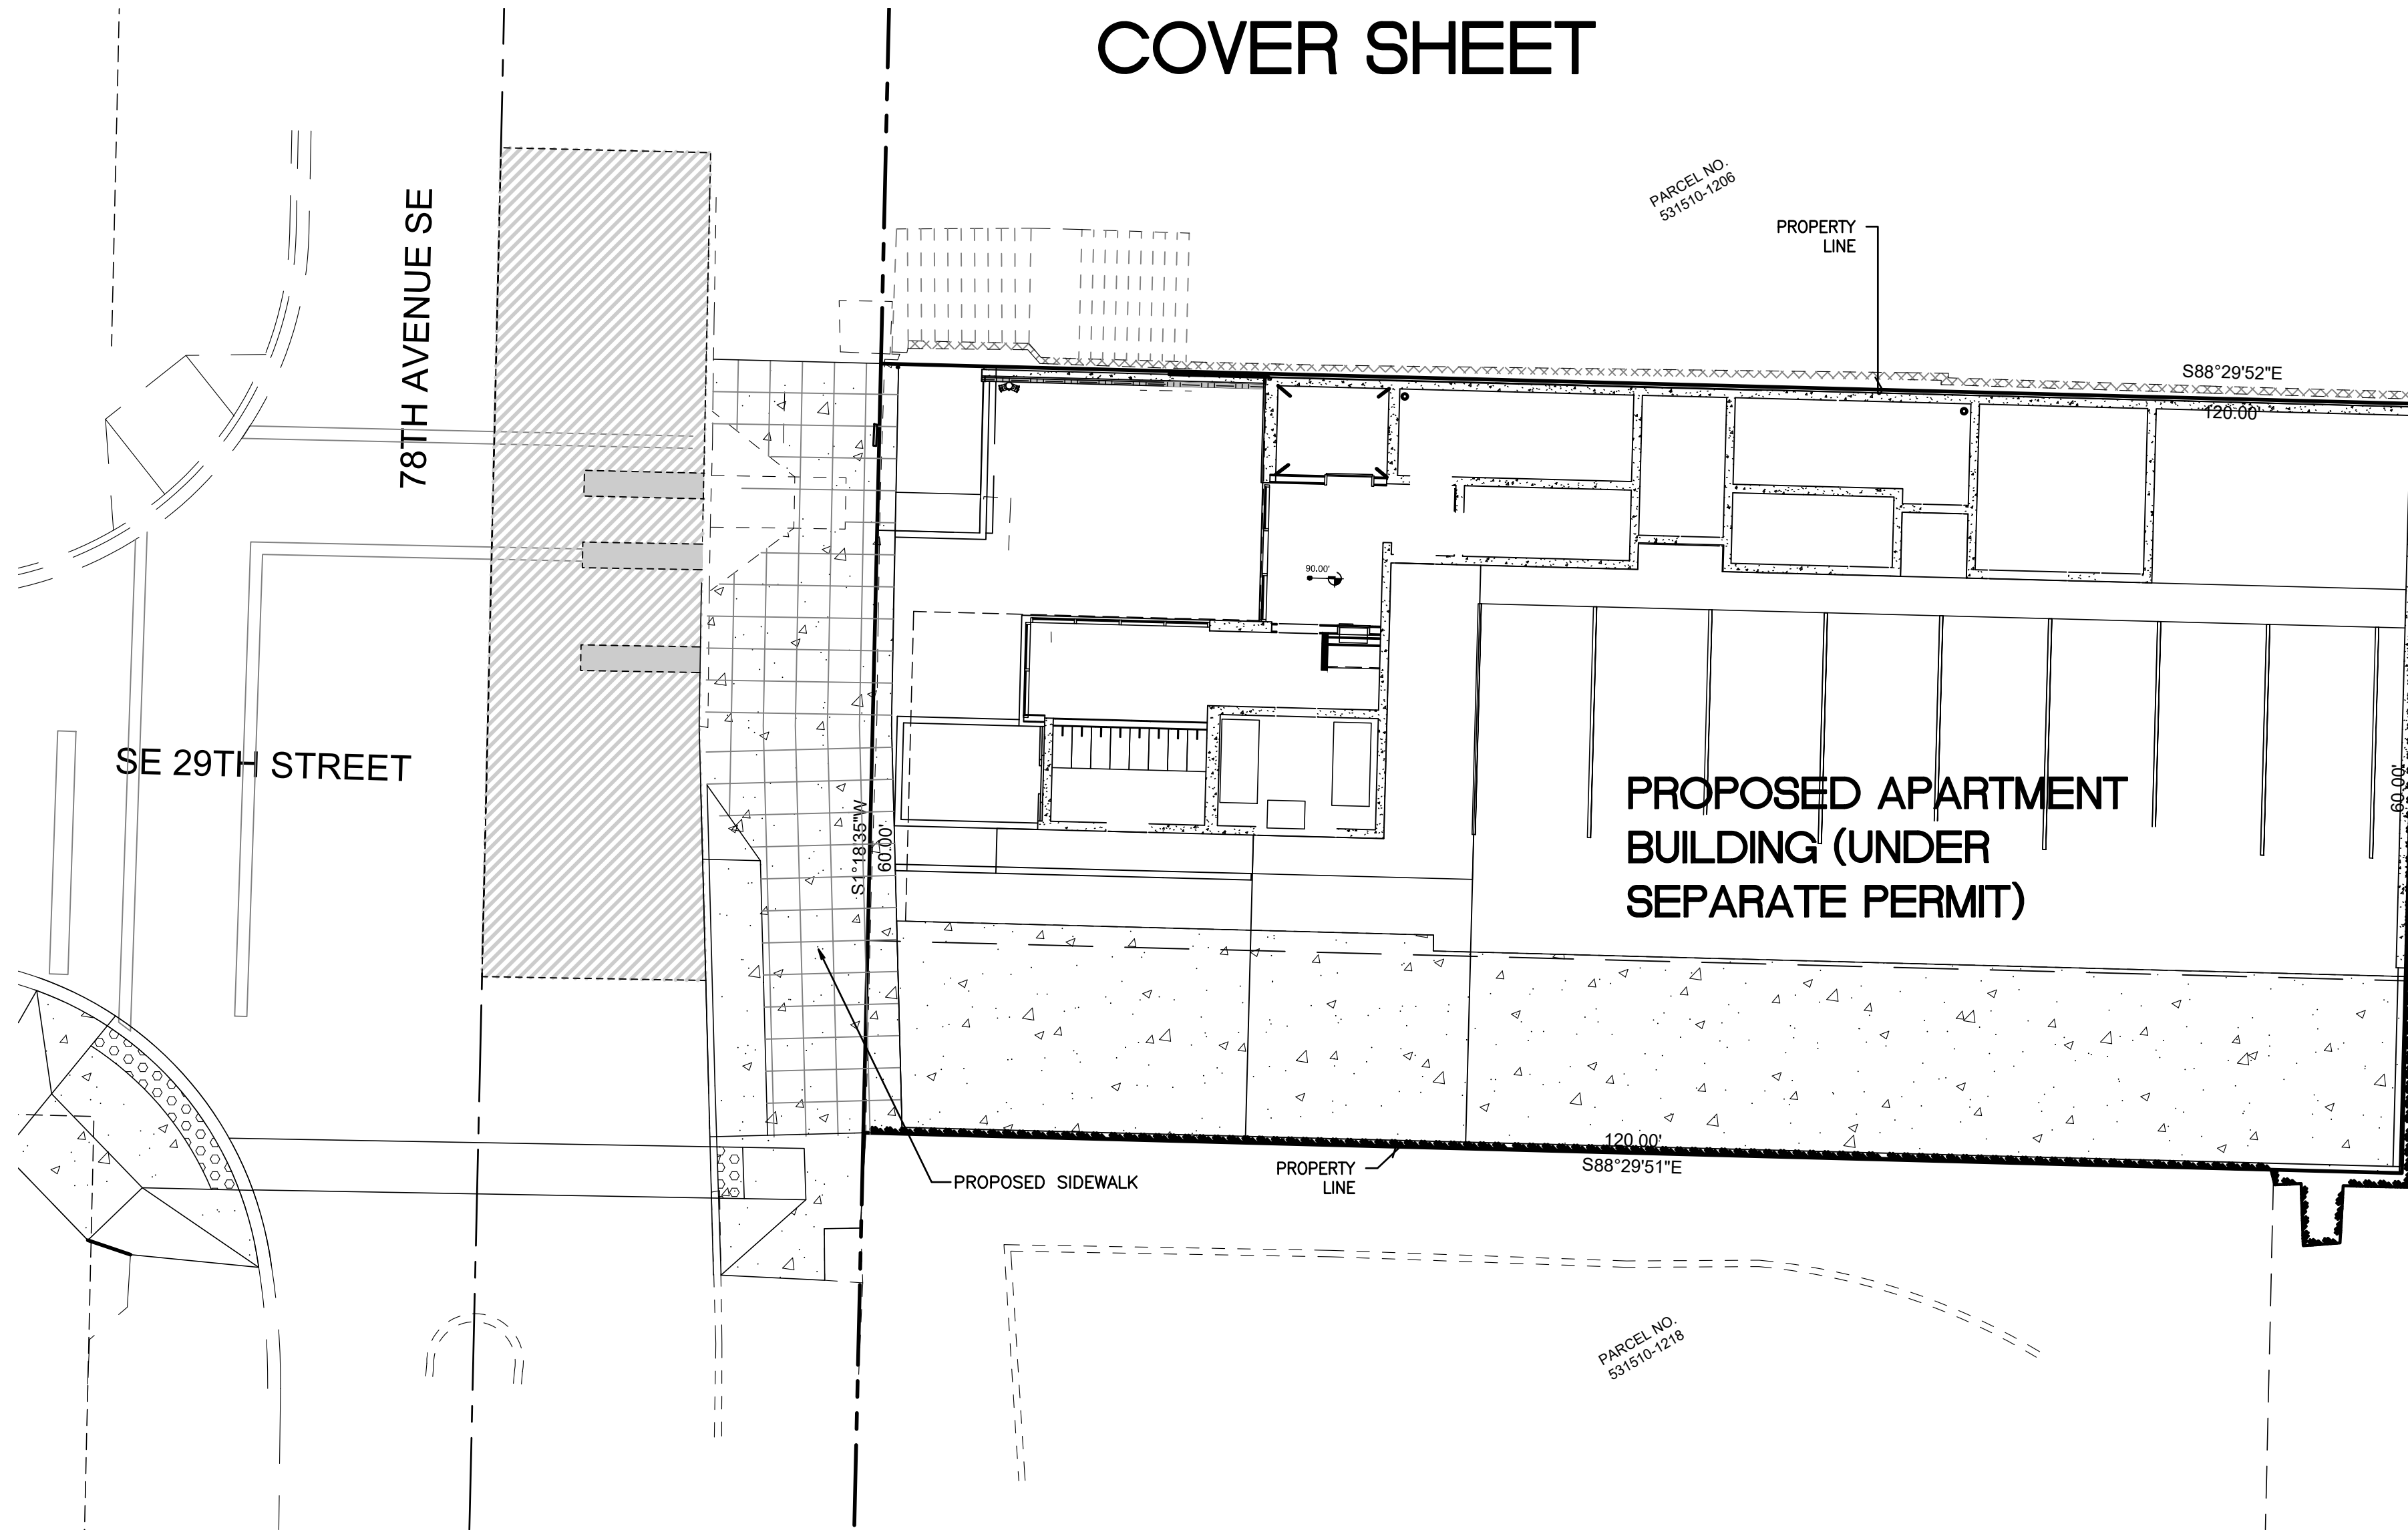 COVER SHEET
PARCEL NO.
531510-1206
PROPERTY
LINE
78TH AVENUE SE
S88°29'52"E
120.00'
90.00'
SE 29TH STREET
S1°18'35"W
60.00'
PROPOSED APARTMENT
BUILDING (UNDER
SEPARATE PERMIT)
60.00'
120.00'
S88°29'51"E
PROPERTY
LINE
PROPOSED SIDEWALK
PARCEL NO.
531510-1218